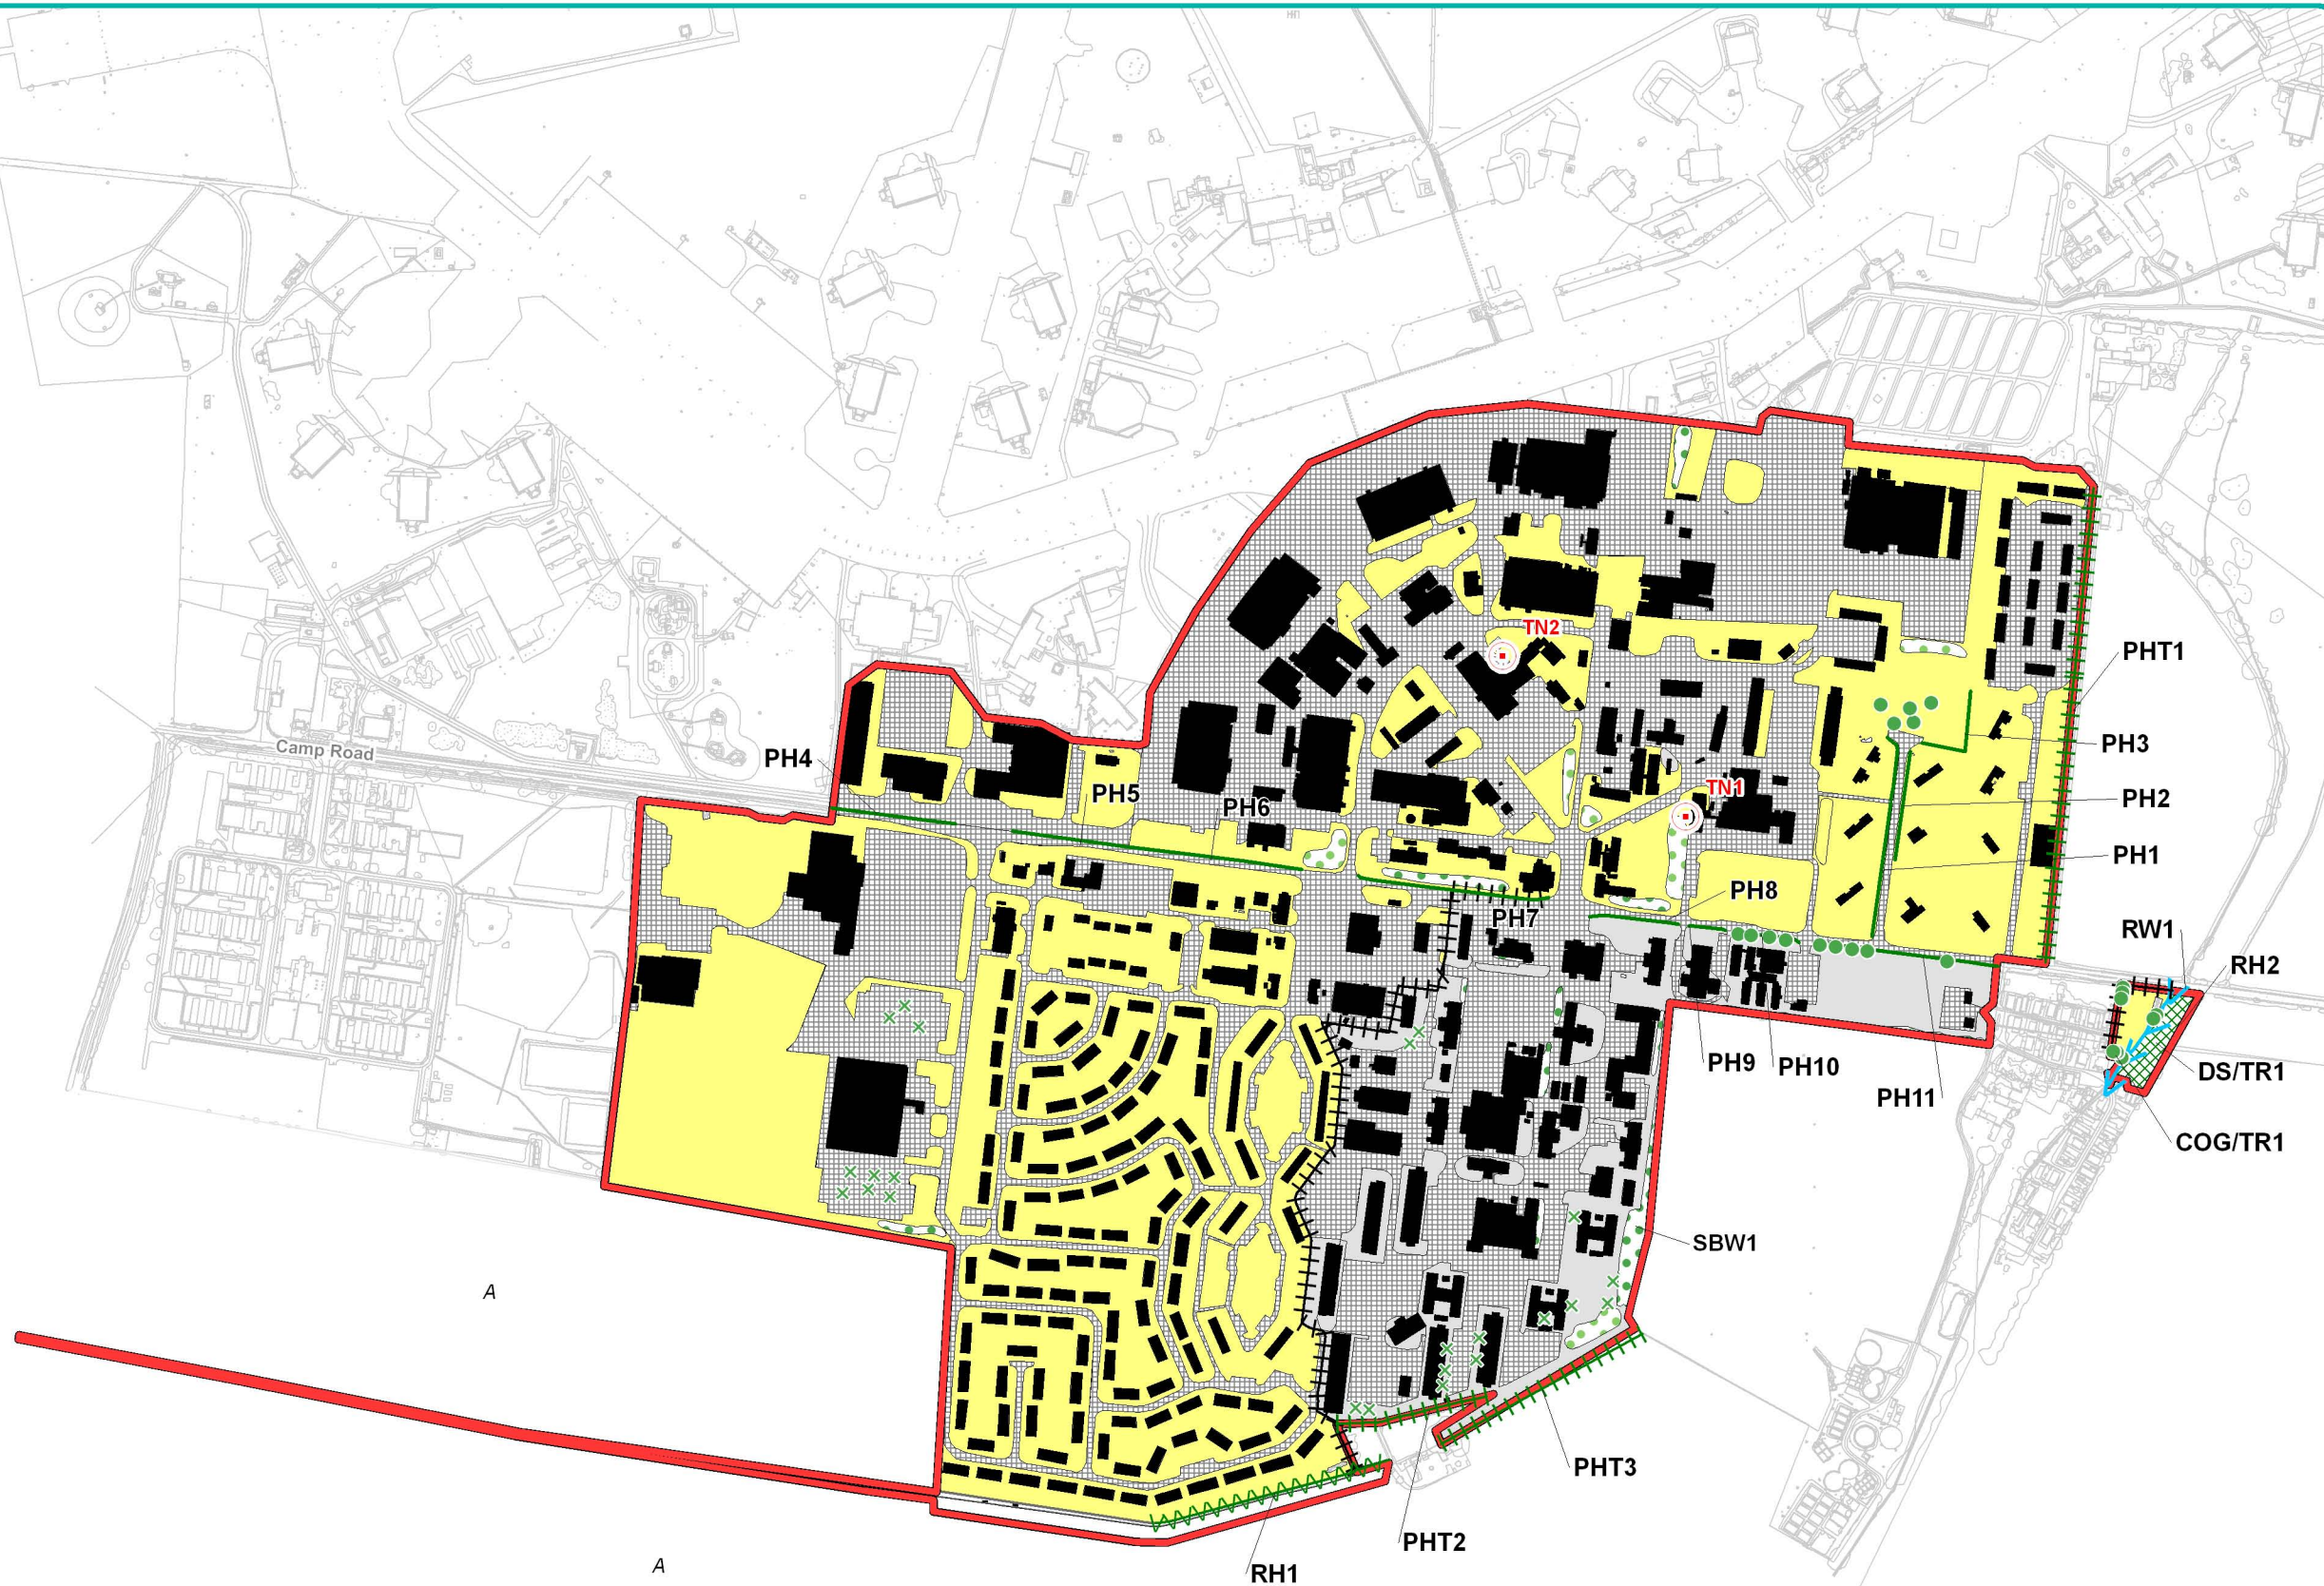 TN2
PHT1
PH3
Camp Road
PH4
PH5
TN1
PH2
PH6
PH1
PH8
PH7
RW1
RH2
PH9
PH10
DS/TR1
PH11
COG/TR1
SBW1
A
PHT3
PHT2
A
RH1